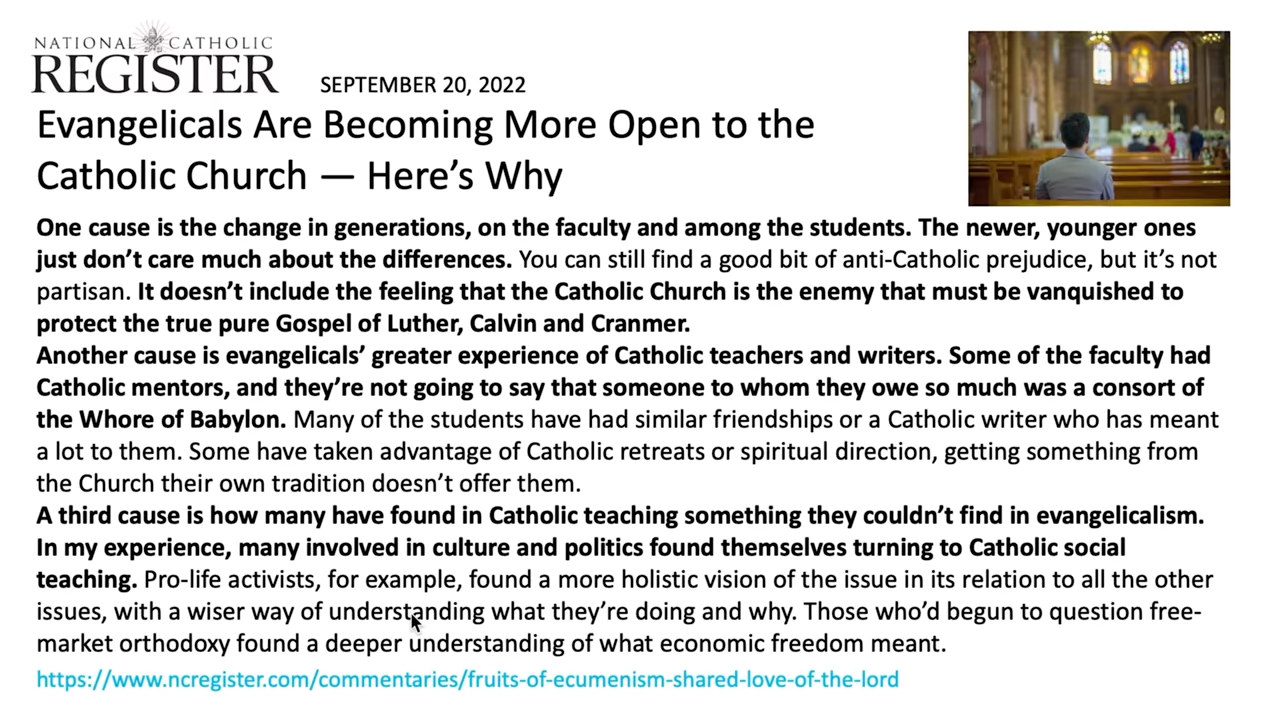 NATIONAL CATHOLIC
REGISTER
SEPTEMBER 20, 2022
Evangelicals Are Becoming More Open to the
Catholic Church — Here’s Why
One cause is the change in generations, on the faculty and among the students. The newer, younger ones
just don’t care much about the differences. You can still find a good bit of anti-Catholic prejudice, but it’s not
partisan. It doesn’t include the feeling that the Catholic Church is the enemy that must be vanquished to
protect the true pure Gospel of Luther, Calvin and Cranmer.
Another cause is evangelicals’ greater experience of Catholic teachers and writers. Some of the faculty had
Catholic mentors, and they’re not going to say that someone to whom they owe so much was a consort of
the Whore of Babylon. Many of the students have had similar friendships or a Catholic writer who has meant
a lot to them. Some have taken advantage of Catholic retreats or spiritual direction, getting something from
the Church their own tradition doesn’t offer them.
A third cause is how many have found in Catholic teaching something they couldn’t find in evangelicalism.
In my experience, many involved in culture and politics found themselves turning to Catholic social
teaching. Pro-life activists, for example, found a more holistic vision of the issue in its relation to all the other
issues, with a wiser way of understanding what they’re doing and why. Those who’d begun to question free-
market orthodoxy found a deeper understanding of what economic freedom meant.
https://www.ncregister.com/commentaries/fruits-of-ecumenism-shared-love-of-the-lord